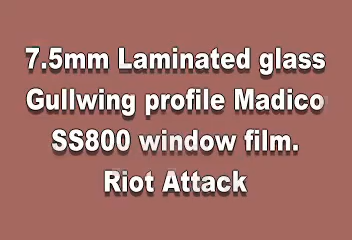 7.5mm Laminated glass
Gullwing profile Madico
SS800 window film.
Riot Attack